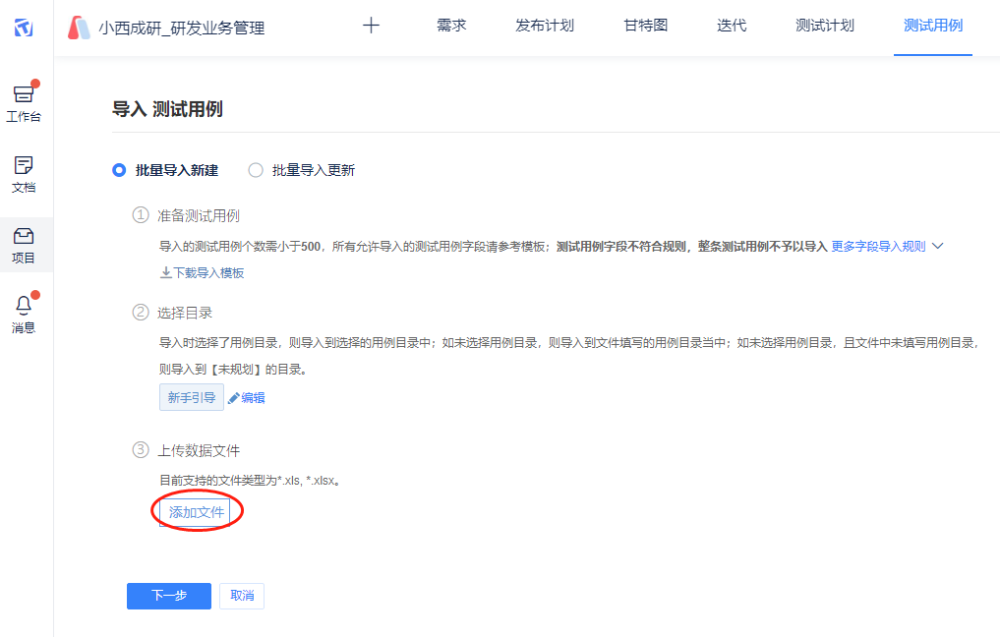 小西成研_研发业务管理
需求
发布计划
甘特图
迭代
测试计划
测试用例
工作台
文档
项目
消息
导入 测试用例
批量导入新建
批量导入更新
① 准备测试用例
导入的测试用例个数需小于500，所有允许导入的测试用例字段请参考模板；测试用例字段不符合规则，整条测试用例不予以导入 更多字段导入规则
下载导入模板
② 选择目录
导入时选择了用例目录，则导入到选择的用例目录中；如未选择用例目录，则导入到文件填写的用例目录当中；如未选择用例目录，且文件中未填写用例目录，
则导入到【未规划】的目录。
新手引导 编辑
③ 上传数据文件
目前支持的文件类型为*.xls, *.xlsx。
添加文件
下一步
取消